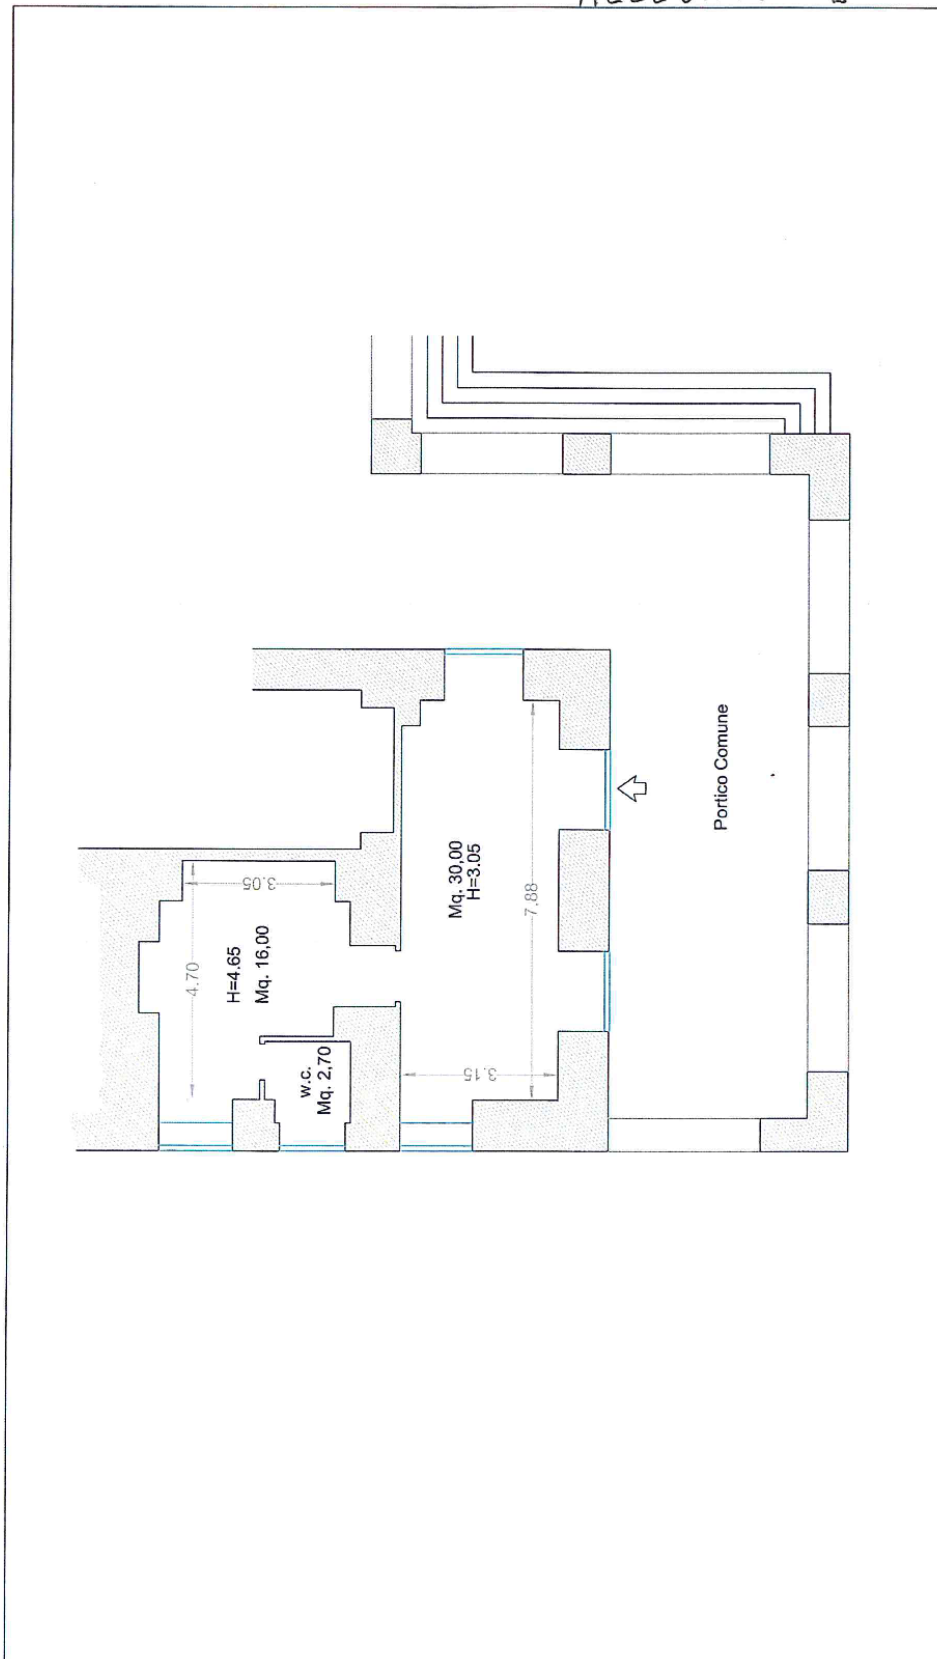 4.70
3.05
H=4.65
Mq. 16,00
w.c.
Mq. 2,70
Mq. 30,00
H=3.05
7.88
3.15
Portico Comune